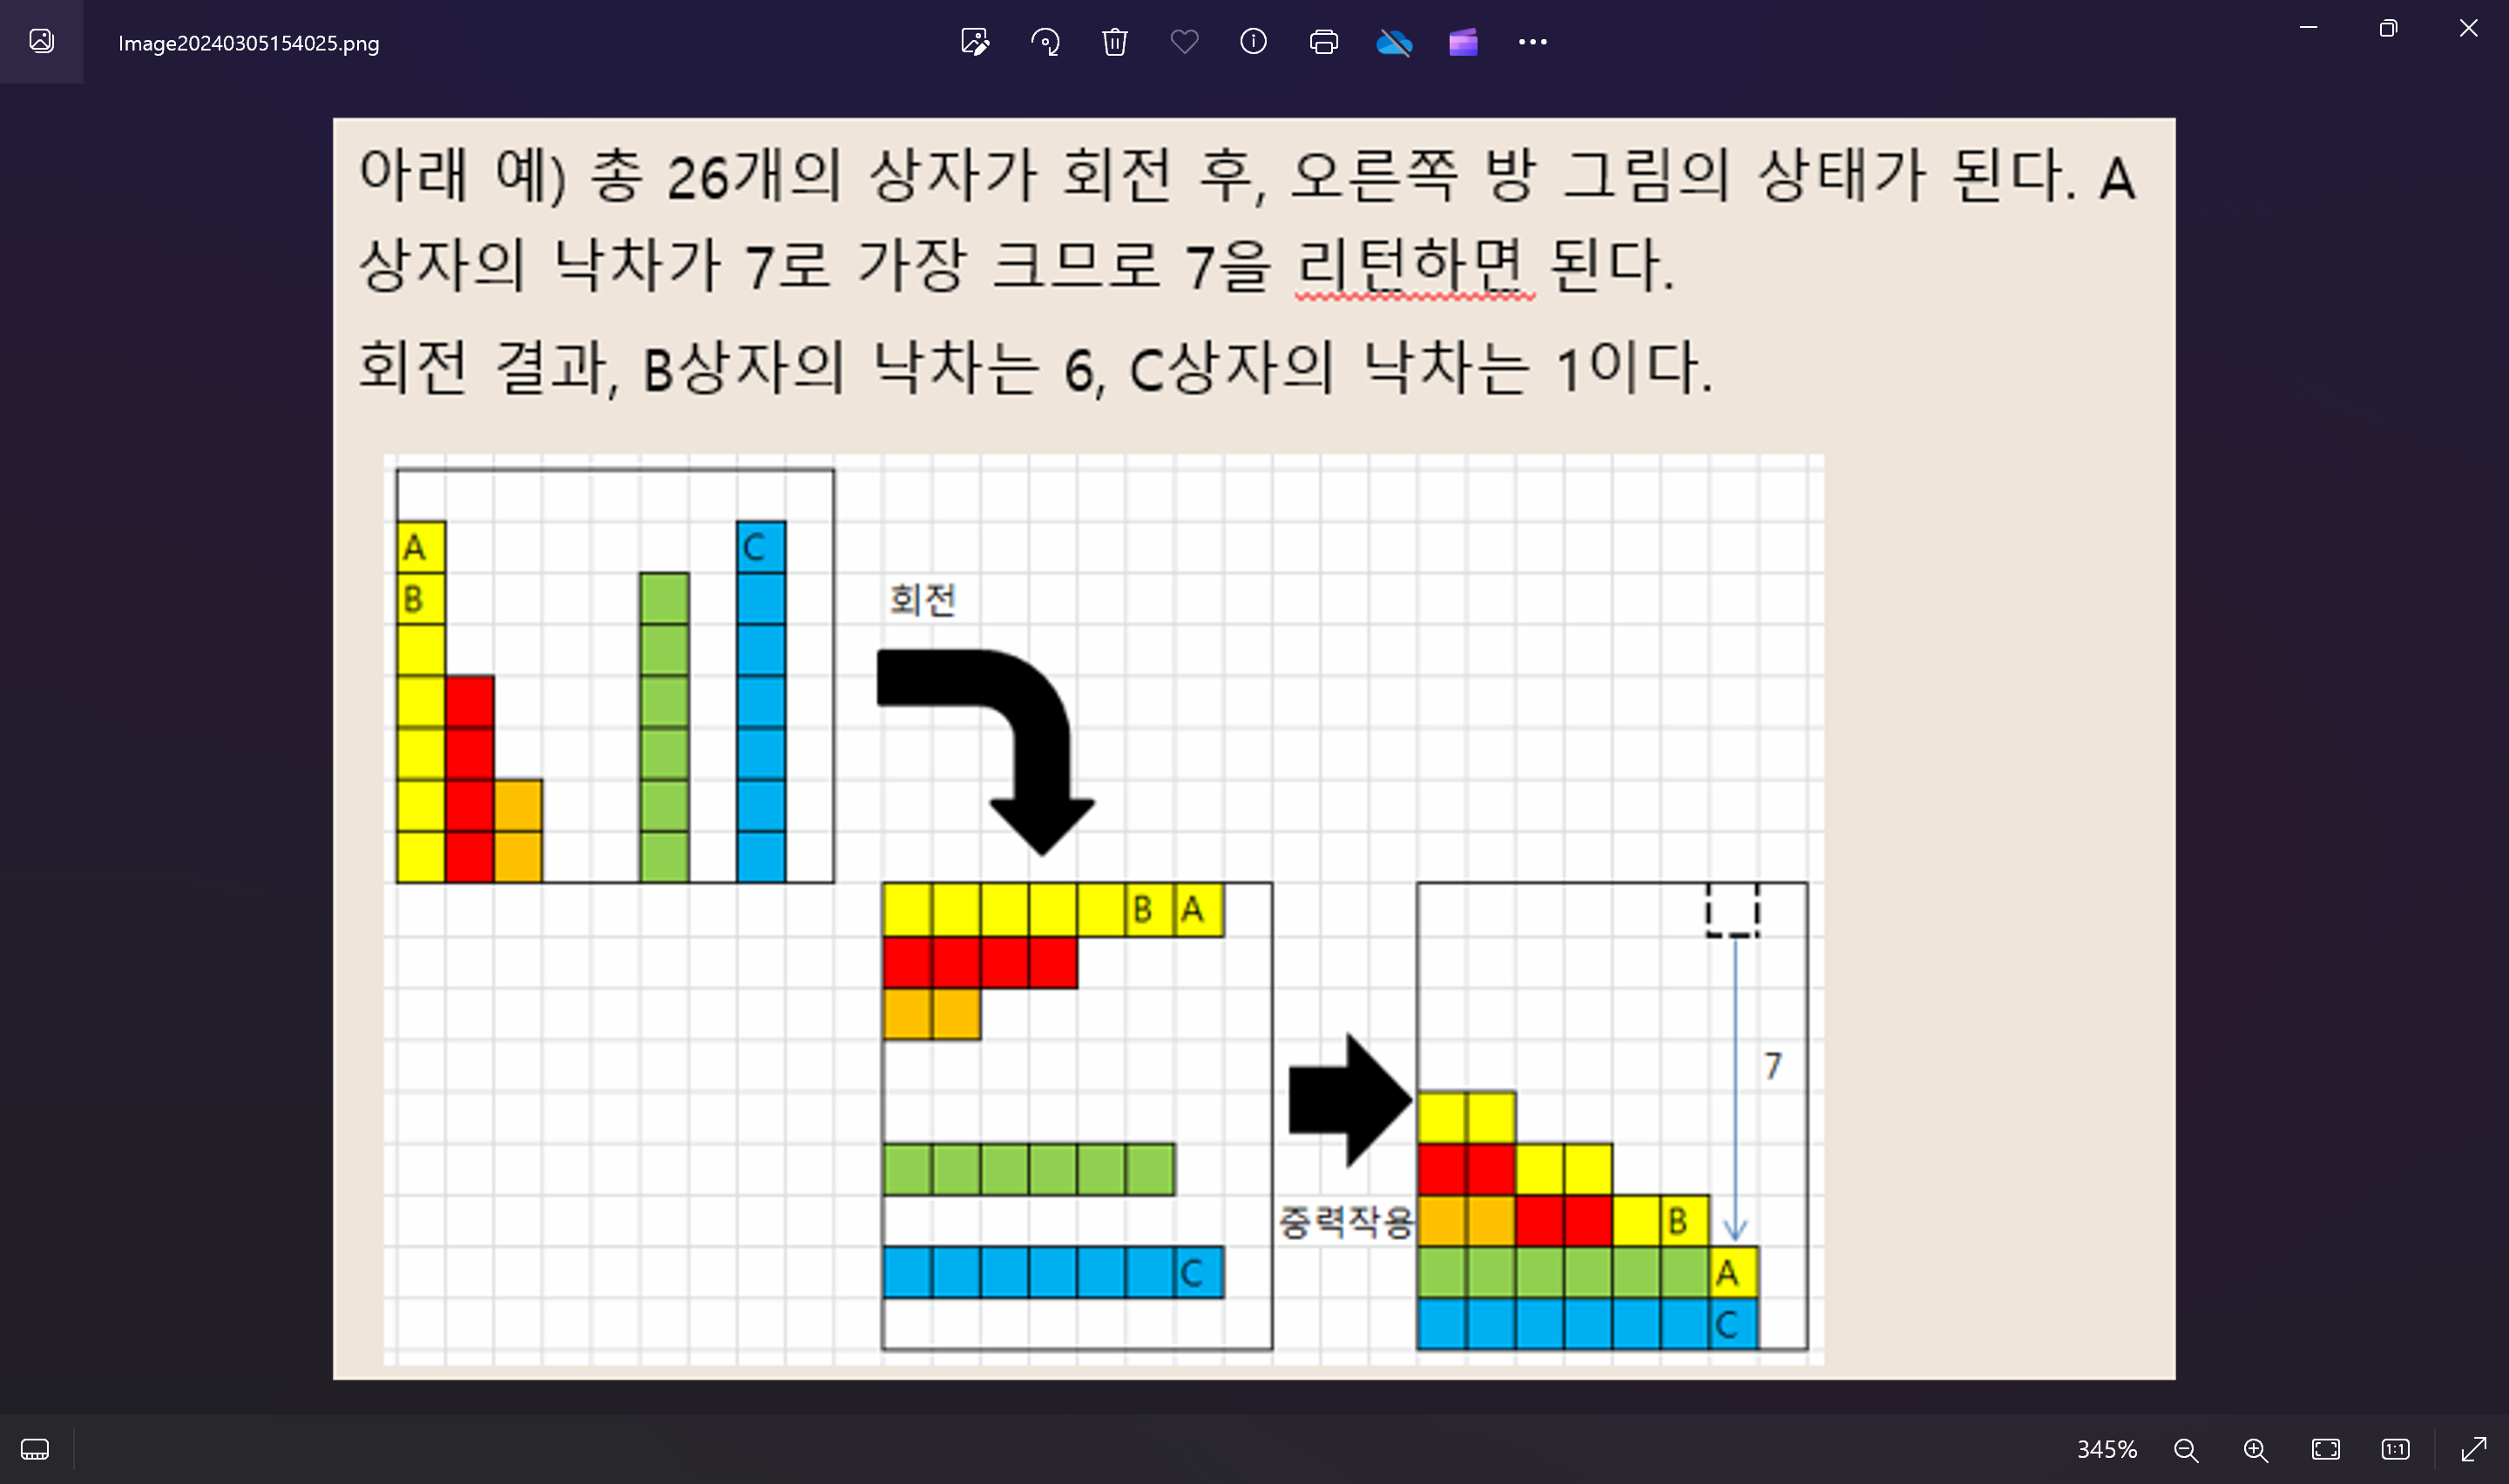 Image20240305154025.png
아래 예) 총 26개의 상자가 회전 후, 오른쪽 방 그림의 상태가 된다. A
상자의 낙차가 7로 가장 크므로 7을 리턴하면 된다.
회전 결과, B상자의 낙차는 6, C상자의 낙차는 1이다.
A
C
B
회전
B A
7
중력작용
B
C
A
C
345%
1:1